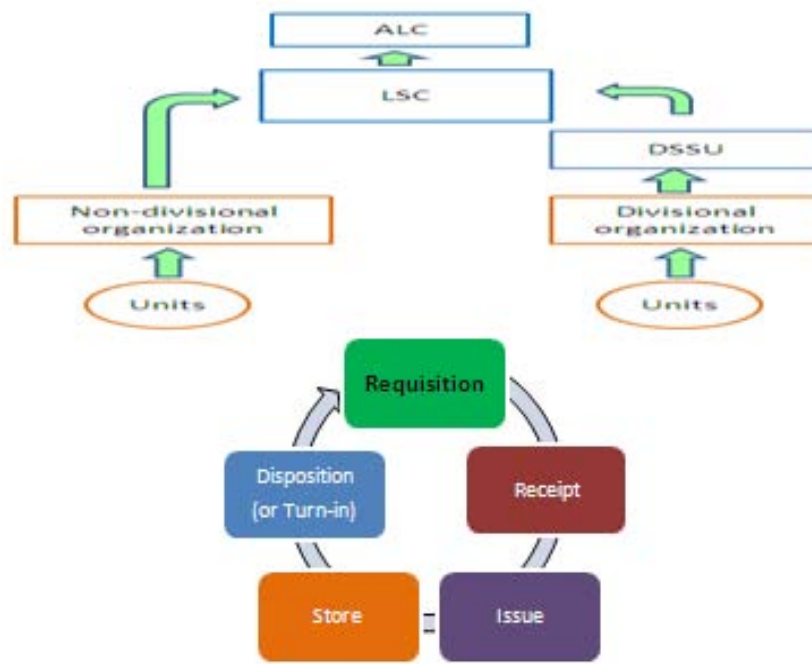 ALC
LSC
DSSU
Non-divisional
organization
Divisional
organization
Units
Units
Requisition
Disposition
(or Turn-in)
Receipt
Store
Issue